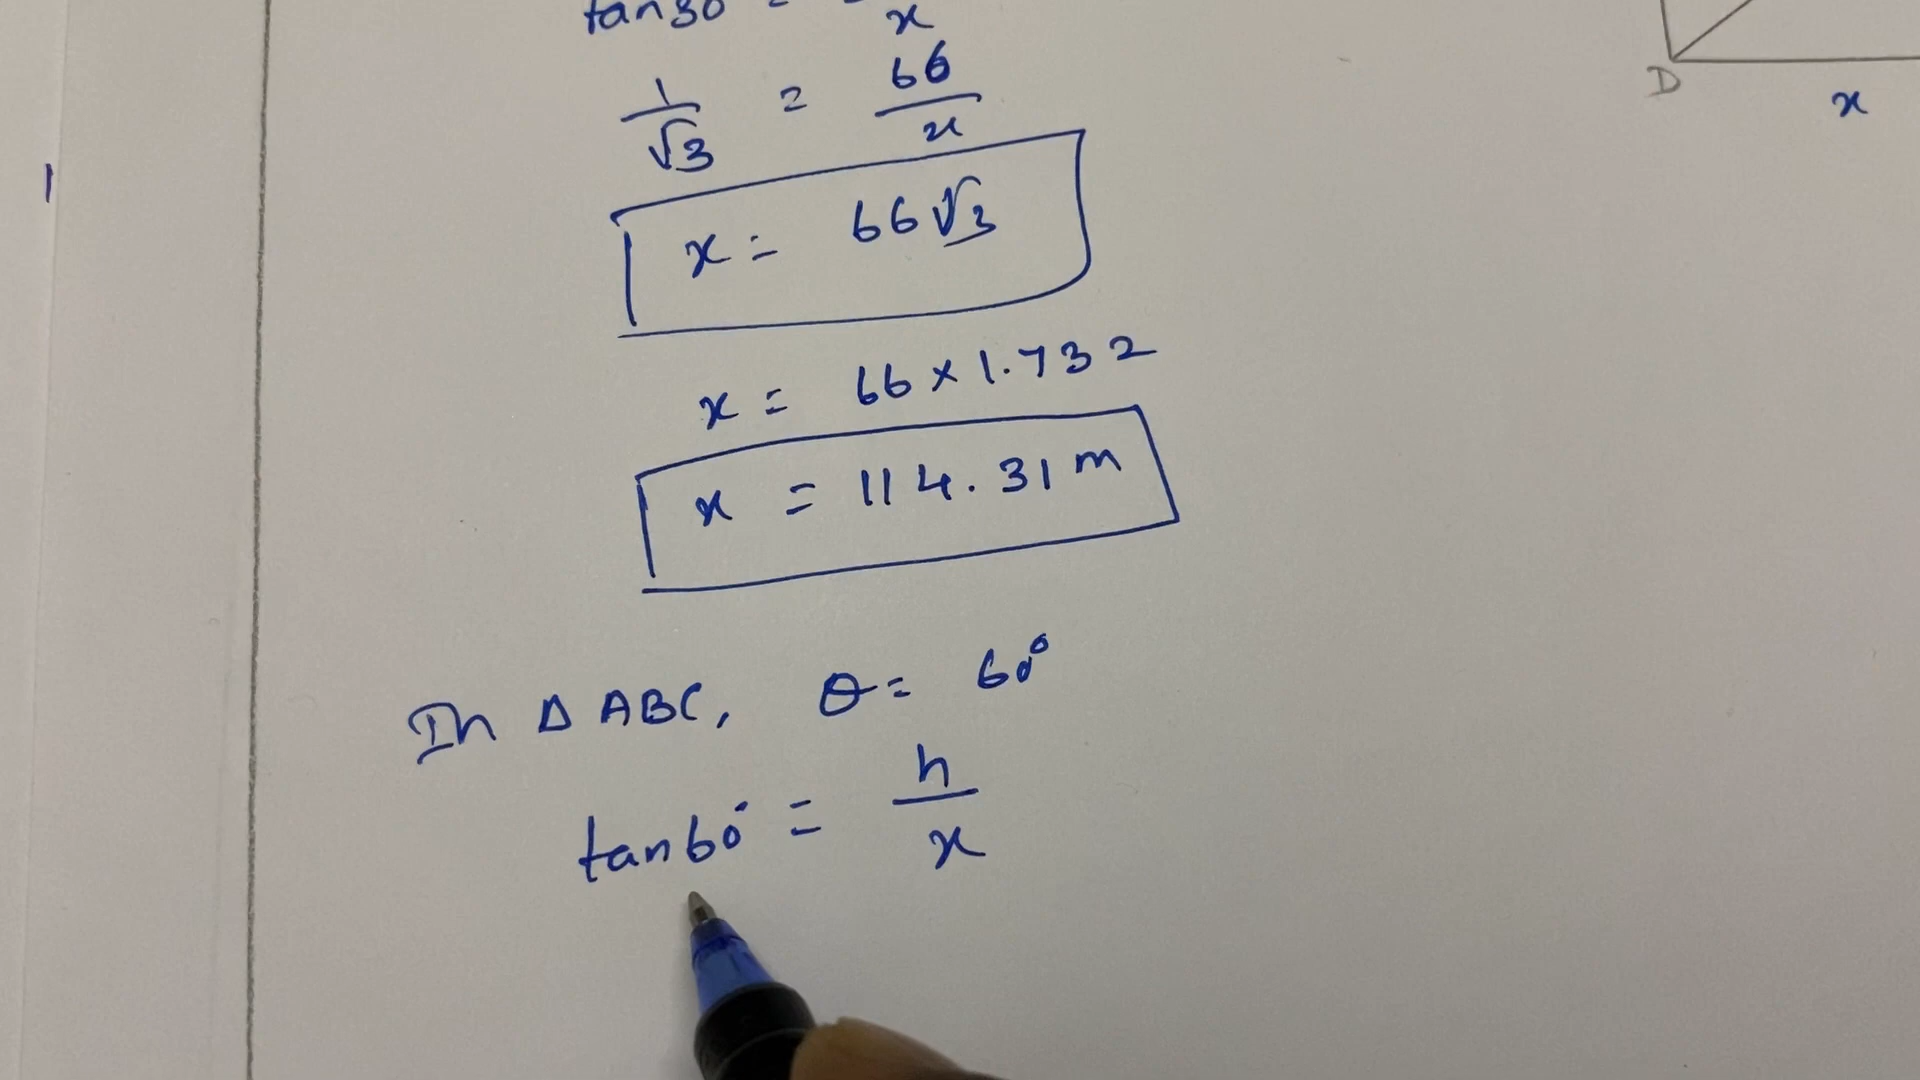 tan30 =
x
1/√3 = 66/x
x = 66√3
x = 66 × 1.732
x = 114.31 m
In Δ ABC, θ = 60°
tan60° = h/x
D
x